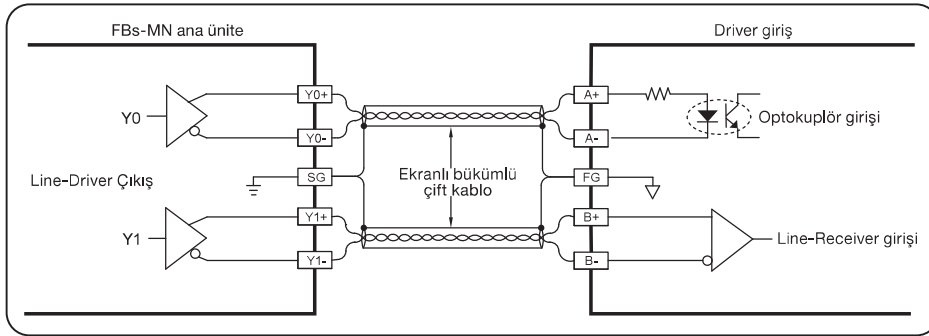 FBs-MN ana ünite
Driver giriş
Y0
Y0+
Y0-
A+
A-
Optokuplör girişi
Line-Driver Çıkış
SG
Ekranlı bükümlü
çift kablo
FG
Y1
Y1+
Y1-
B+
B-
Line-Receiver girişi